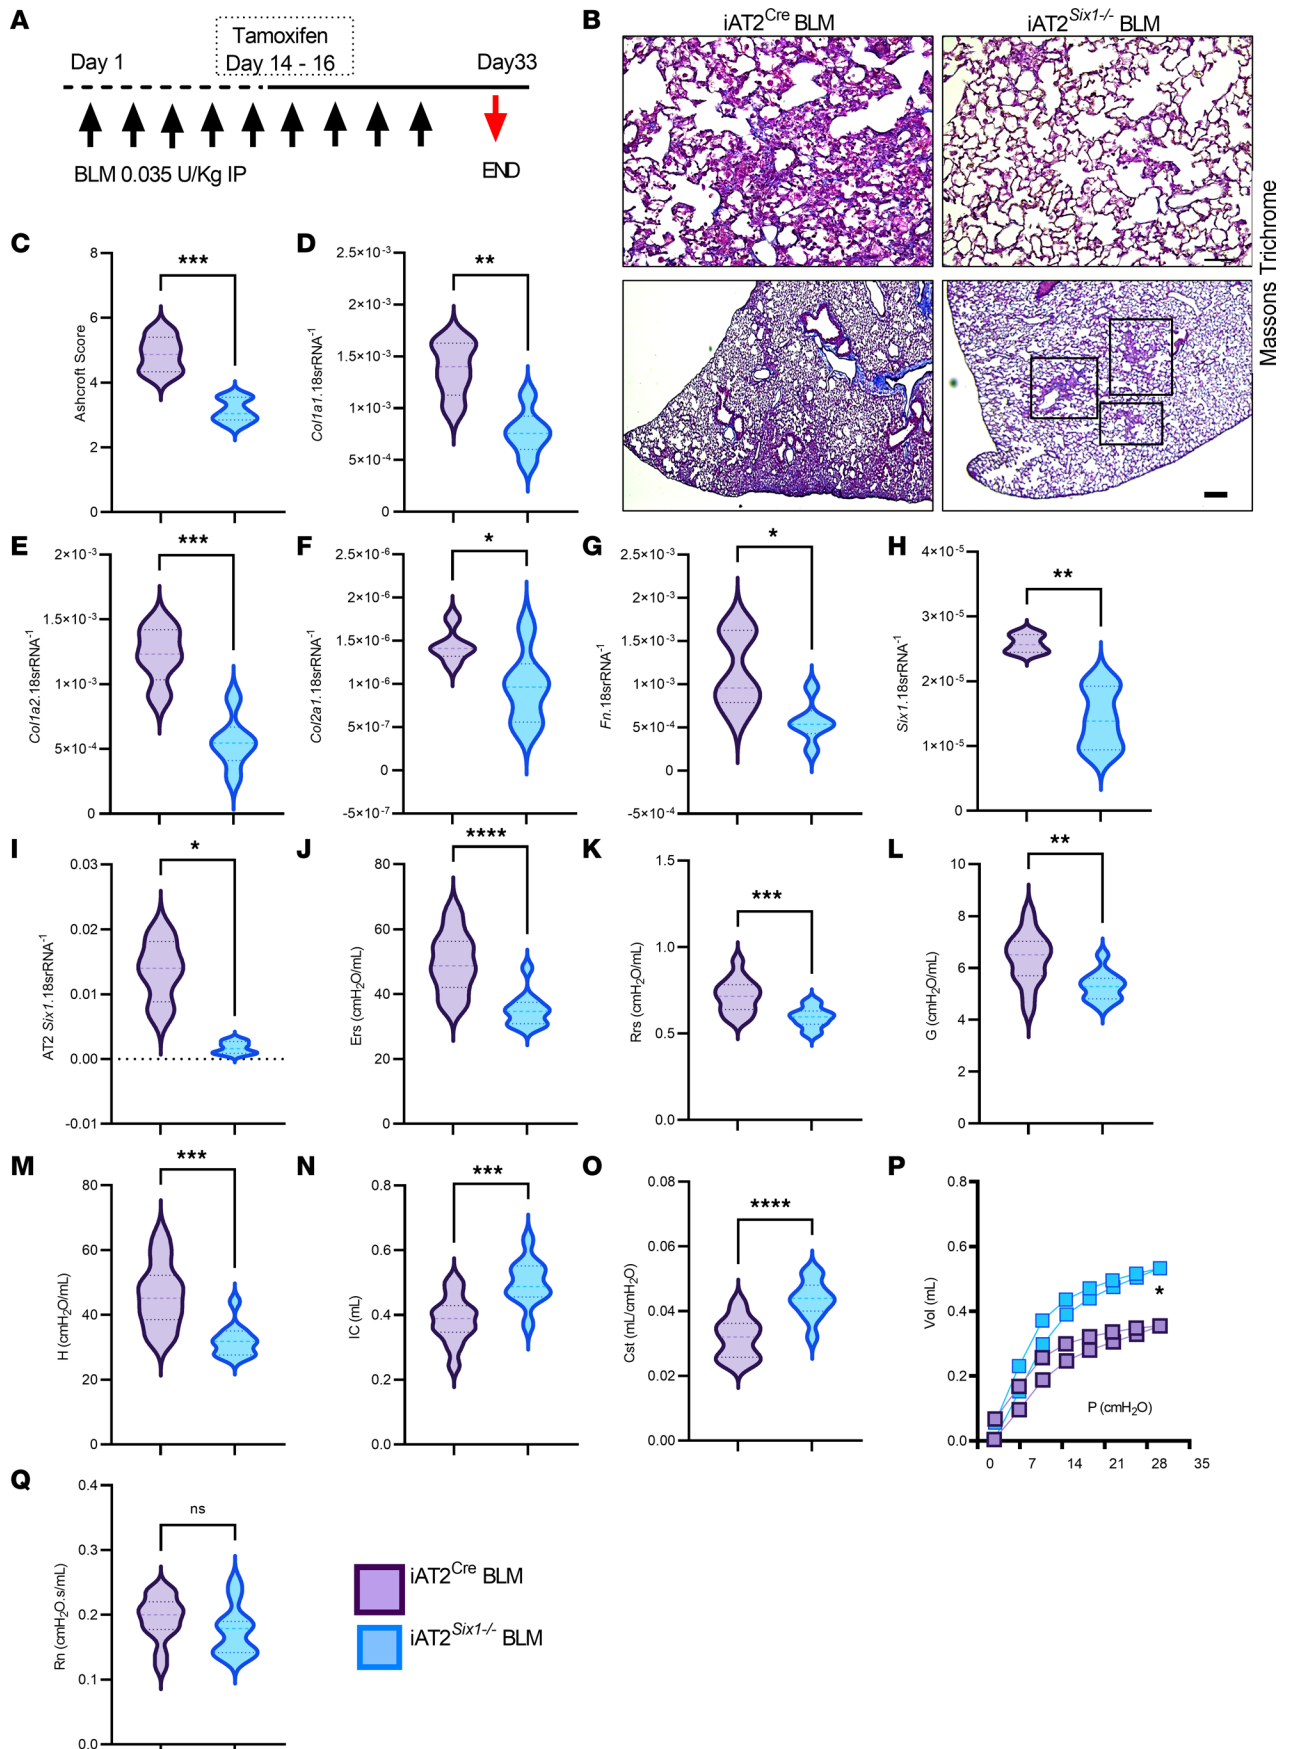 A
Tamoxifen
Day 1
Day 14 - 16
Day33
BLM 0.035 U/Kg IP
END
B
iAT2Cre BLM
iAT2Six1-/- BLM
Massons Trichrome
C
***
8
6
4
2
0
Ashcroft Score
D
**
2.5×10-3
2×10-3
1.5×10-3
1×10-3
5×10-4
0
Col1a1.18srRNA-1
E
***
2×10-3
1.5×10-3
1×10-3
5×10-4
0
Col1a2.18srRNA-1
F
*
2.5×10-6
2×10-6
1.5×10-6
1×10-6
5×10-7
0
-5×10-7
Col2a1.18srRNA-1
G
*
2.5×10-3
2×10-3
1.5×10-3
1×10-3
5×10-4
0
-5×10-4
Fn.18srRNA-1
H
**
4×10-5
3×10-5
2×10-5
1×10-5
0
Six1.18srRNA-1
I
*
0.03
0.02
0.01
0.00
-0.01
AT2 Six1.18srRNA-1
J
****
80
60
40
20
0
Ers (cmH2O/mL)
K
***
1.5
1.0
0.5
0.0
Rrs (cmH2O/mL)
L
**
10
8
6
4
2
0
G (cmH2O/mL)
M
***
80
60
40
20
0
H (cmH2O/mL)
N
***
0.8
0.6
0.4
0.2
0.0
IC (mL)
O
****
0.08
0.06
0.04
0.02
0.00
Cst (mL/cmH2O)
P
0.8
0.6
0.4
0.2
0.0
Vol (mL)
*
P (cmH2O)
0 7 14 21 28 35
Q
ns
0.4
0.3
0.2
0.1
0.0
Rn (cmH2O.s/mL)
iAT2Cre BLM
iAT2Six1-/- BLM